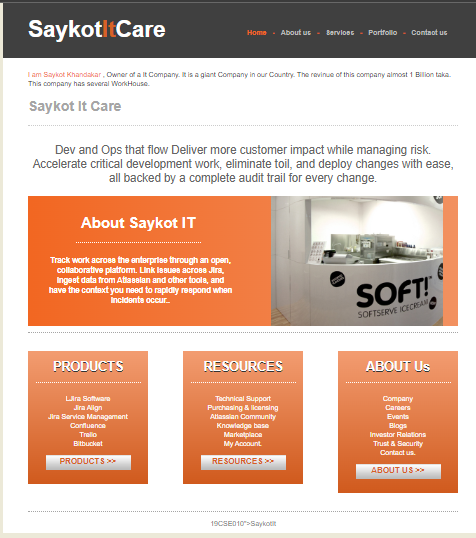 SaykotItCare
Home - About us - Services - Portfolio - Contact us
I am Saykot Khandakar , Owner of a It Company. It is a giant Company in our Country. The revinue of this company almost 1 Billion taka.
This company has several WorkHouse.
Saykot It Care
Dev and Ops that flow Deliver more customer impact while managing risk.
Accelerate critical development work, eliminate toil, and deploy changes with ease,
all backed by a complete audit trail for every change.
About Saykot IT
Track work across the enterprise through an open,
collaborative platform. Link issues across Jira,
ingest data from Atlassian and other tools, and
have the context you need to rapidly respond when
incidents occur..
SOFT!
SOFTSERVE ICECREAM
PRODUCTS
LJira Software
Jira Align
Jira Service Management
Confluence
Trello
Bitbucket
PRODUCTS >>
RESOURCES
Technical Support
Purchasing & licensing
Atlassian Community
Knowledge base
Marketplace
My Account.
RESOURCES >>
ABOUT Us
Company
Careers
Events
Blogs
Investor Relations
Trust & Security
Contact us.
ABOUT US >>
19CSE010">SaykotIt